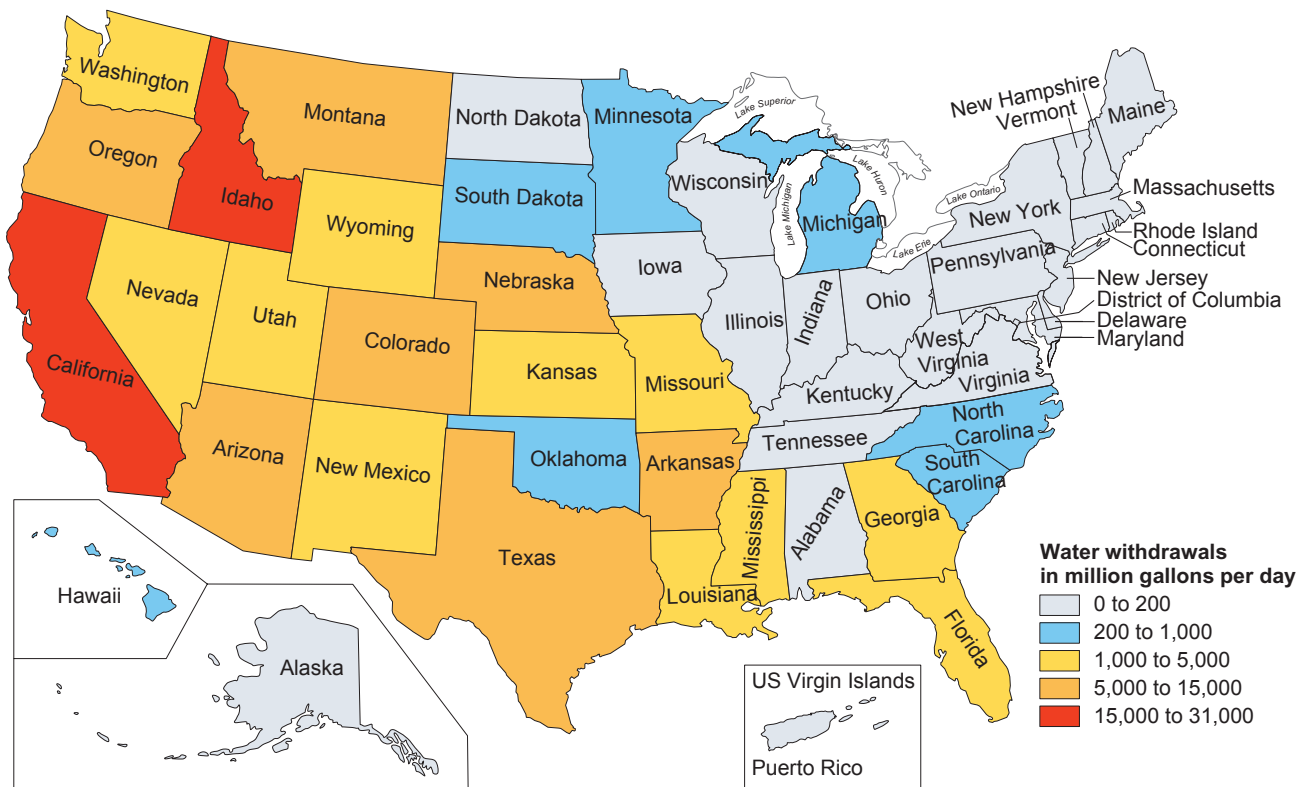 Washington
Montana
North Dakota
Minnesota
Lake Superior
New Hampshire
Vermont
Maine
Oregon
Idaho
South Dakota
Wisconsin
Lake Michigan
Lake Huron
Michigan
Lake Ontario
Massachusetts
Wyoming
New York
Rhode Island
Connecticut
Lake Erie
Pennsylvania
Iowa
Nebraska
New Jersey
Nevada
Utah
Ohio
District of Columbia
Illinois
Indiana
Delaware
Maryland
Colorado
West
Virginia
Virginia
California
Kansas
Missouri
Kentucky
North
Carolina
Tennessee
Arizona
New Mexico
Oklahoma
Arkansas
South
Carolina
Mississippi
Alabama
Georgia
Texas
Louisiana
Florida
Hawaii
Alaska
US Virgin Islands
Puerto Rico
Water withdrawals
in million gallons per day
0 to 200
200 to 1,000
1,000 to 5,000
5,000 to 15,000
15,000 to 31,000